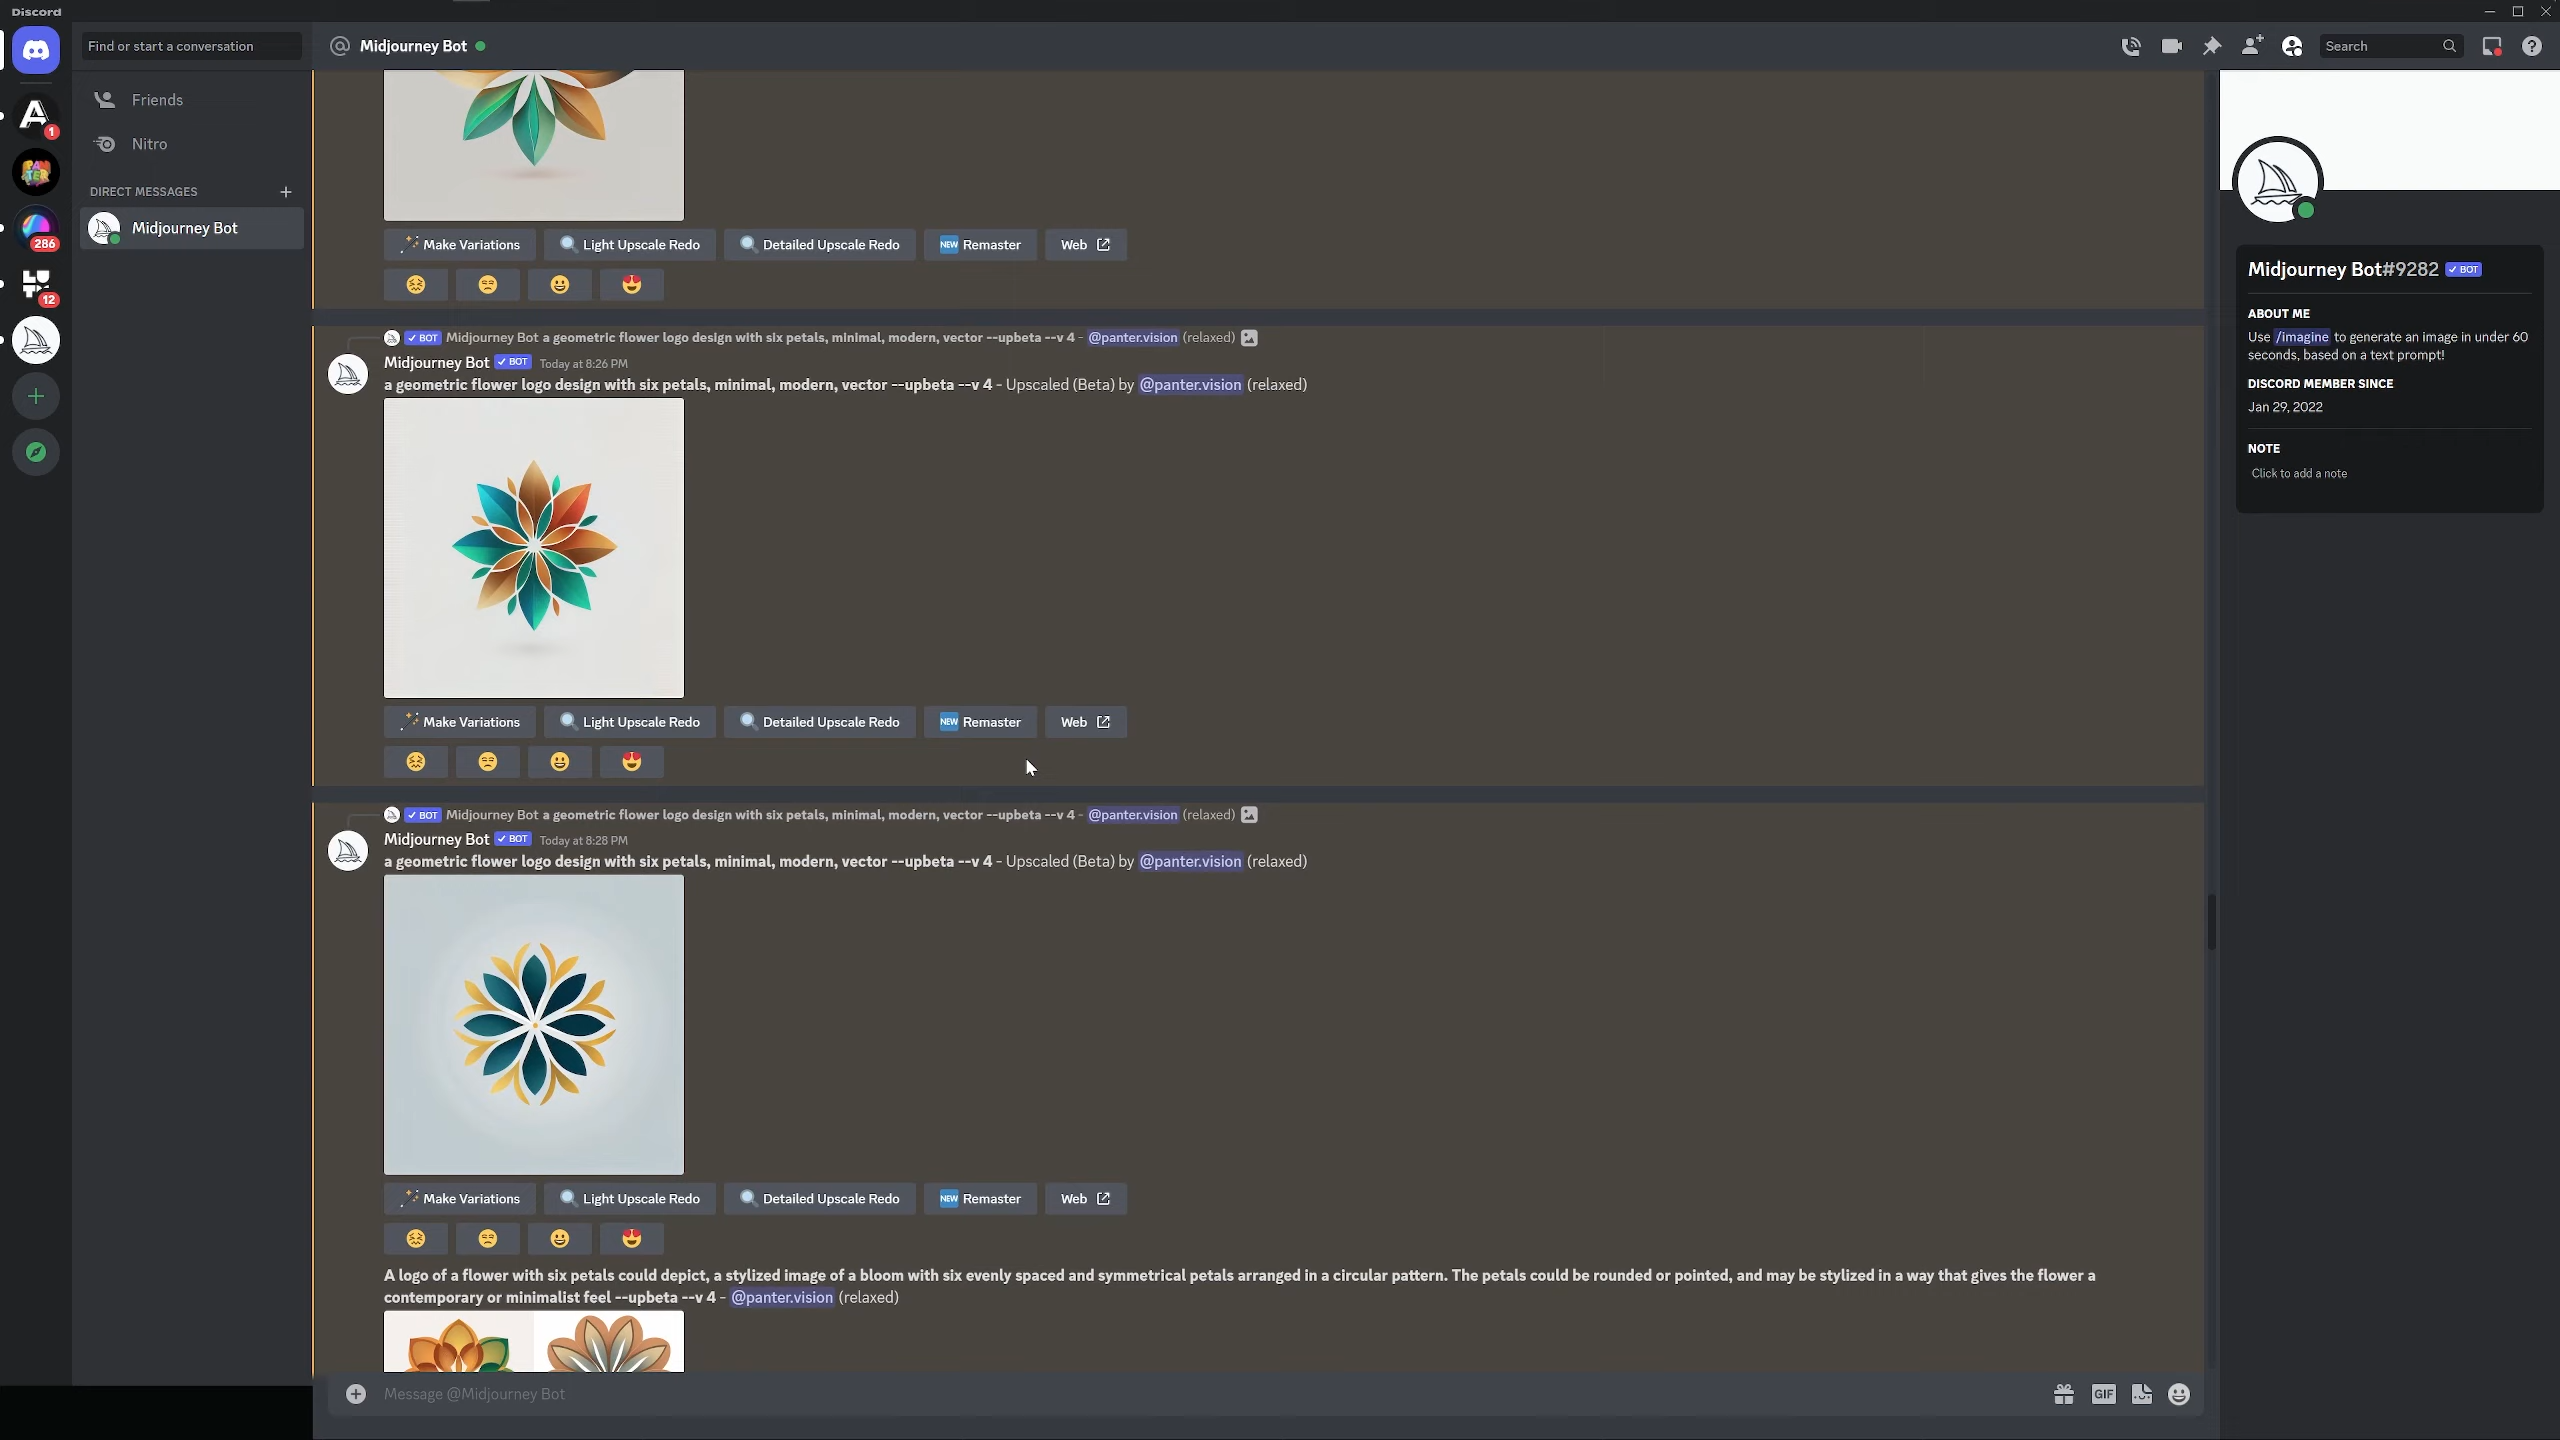 Discord
Find or start a conversation
Midjourney Bot
Search
Friends
Nitro
DIRECT MESSAGES
Midjourney Bot
1
286
12
Make Variations Light Upscale Redo Detailed Upscale Redo NEW Remaster Web
BOT Midjourney Bot a geometric flower logo design with six petals, minimal, modern, vector --upbeta --v 4 - @panter.vision (relaxed)
Midjourney Bot BOT Today at 8:26 PM
a geometric flower logo design with six petals, minimal, modern, vector --upbeta --v 4 - Upscaled (Beta) by @panter.vision (relaxed)
Make Variations Light Upscale Redo Detailed Upscale Redo NEW Remaster Web
BOT Midjourney Bot a geometric flower logo design with six petals, minimal, modern, vector --upbeta --v 4 - @panter.vision (relaxed)
Midjourney Bot BOT Today at 8:28 PM
a geometric flower logo design with six petals, minimal, modern, vector --upbeta --v 4 - Upscaled (Beta) by @panter.vision (relaxed)
Make Variations Light Upscale Redo Detailed Upscale Redo NEW Remaster Web
A logo of a flower with six petals could depict, a stylized image of a bloom with six evenly spaced and symmetrical petals arranged in a circular pattern. The petals could be rounded or pointed, and may be stylized in a way that gives the flower a
contemporary or minimalist feel --upbeta --v 4 - @panter.vision (relaxed)
Message @Midjourney Bot
GIF
Midjourney Bot#9282 BOT
ABOUT ME
Use /imagine to generate an image in under 60
seconds, based on a text prompt!
DISCORD MEMBER SINCE
Jan 29, 2022
NOTE
Click to add a note